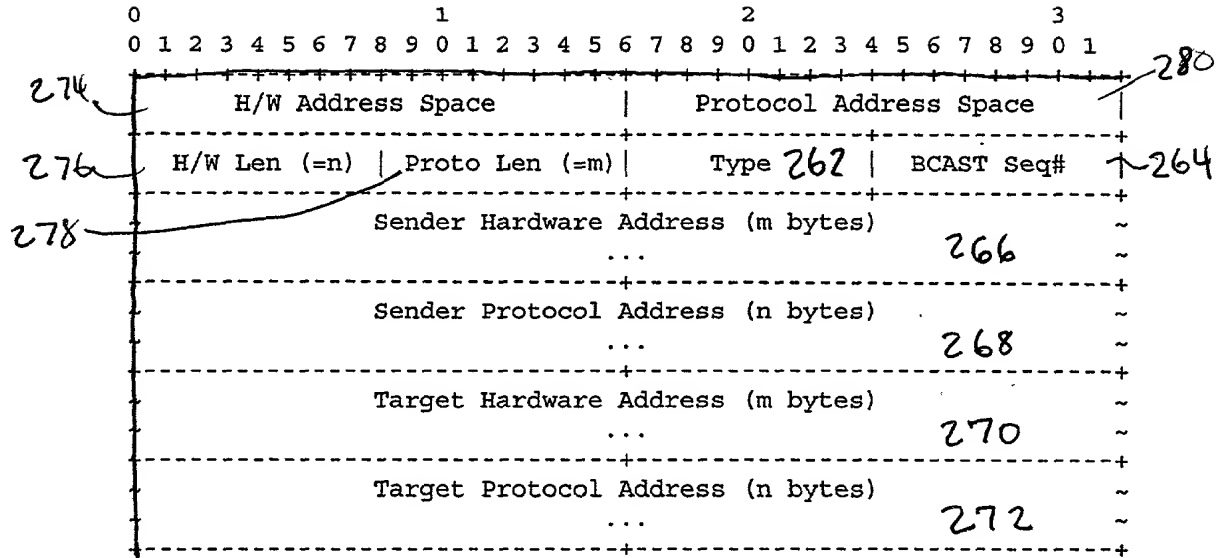 0 1 2 3
0 1 2 3 4 5 6 7 8 9 0 1 2 3 4 5 6 7 8 9 0 1 2 3 4 5 6 7 8 9 0 1
274 H/W Address Space | Protocol Address Space | 280
276 H/W Len (=n) | Proto Len (=m) | Type 262 | BCAST Seq# 264
278 Sender Hardware Address (m bytes) ~
... 266 ~
Sender Protocol Address (n bytes) ~
... 268 ~
Target Hardware Address (m bytes) ~
... 270 ~
Target Protocol Address (n bytes) ~
... 272 ~